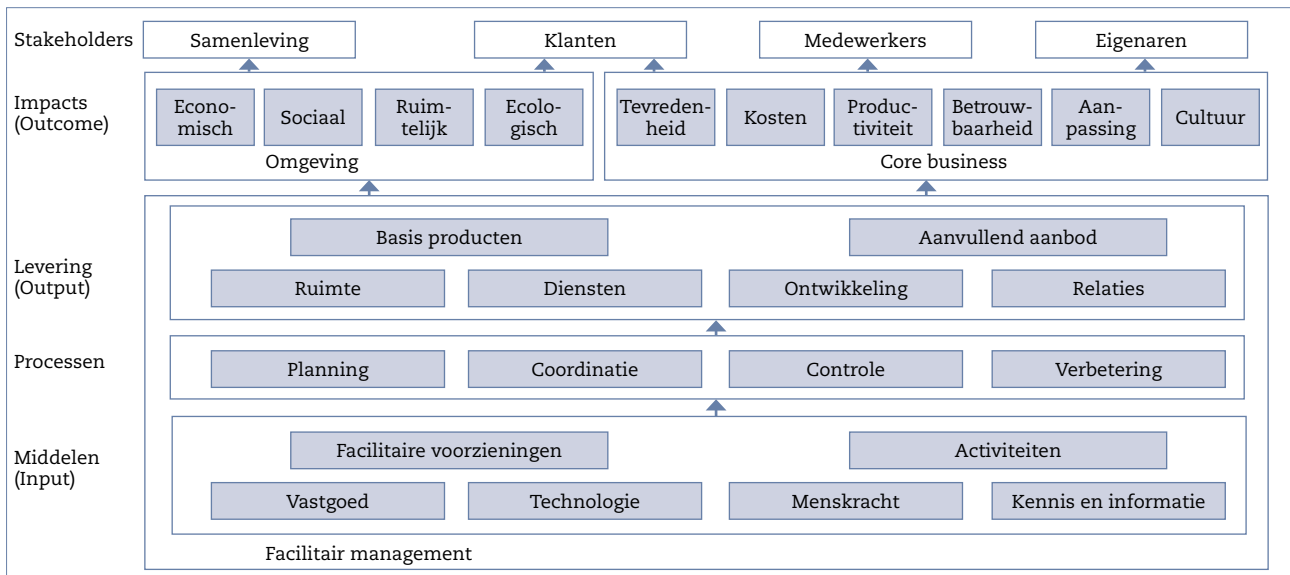 Stakeholders
Samenleving
Klanten
Medewerkers
Eigenaren
Impacts
(Outcome)
Econo-
misch
Sociaal
Ruim-
telijk
Ecolo-
gisch
Omgeving
Tevreden-
heid
Kosten
Produc-
tiviteit
Betrouw-
baarheid
Aan-
passing
Cultuur
Core business
Levering
(Output)
Basis producten
Aanvullend aanbod
Ruimte
Diensten
Ontwikkeling
Relaties
Processen
Planning
Coordinatie
Controle
Verbetering
Middelen
(Input)
Facilitaire voorzieningen
Activiteiten
Vastgoed
Technologie
Menskracht
Kennis en informatie
Facilitair management